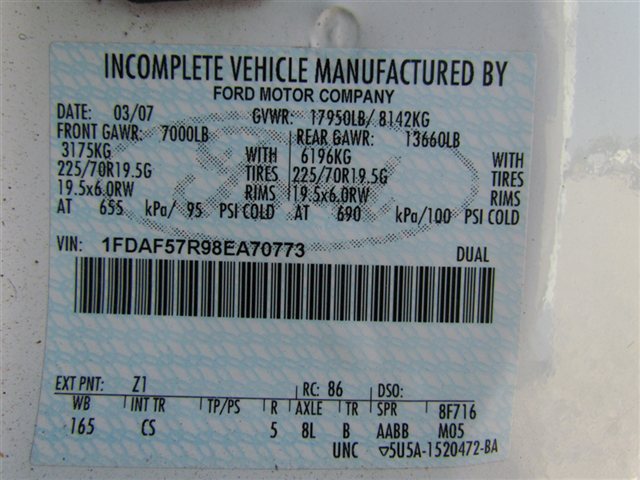 INCOMPLETE VEHICLE MANUFACTURED BY
FORD MOTOR COMPANY
DATE: 03/07 GVWR: 17950LB/ 8142KG
FRONT GAWR: 7000LB REAR GAWR: 13660LB
3175KG WITH 6196KG WITH
225/70R19.5G TIRES 225/70R19.5G TIRES
19.5x6.0RW RIMS 19.5x6.0RW RIMS
AT 655 kPa/ 95 PSI COLD AT 690 kPa/100 PSI COLD
VIN: 1FDAF57R98EA70773
EXT PNT: Z1 RC: 86 DSO:
WB INT TR TP/PS R AXLE TR SPR 8F716
165 CS 5 8L B AABB M05
UNC ▽5U5A-1520472-BA